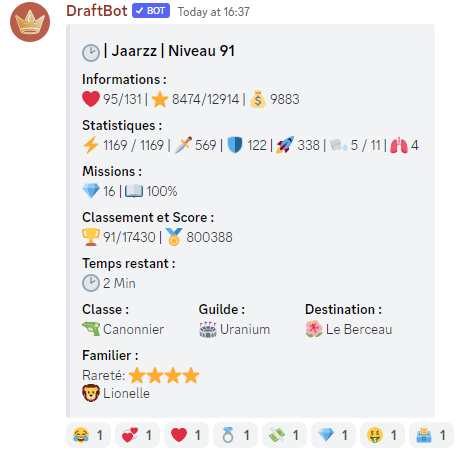 DraftBot BOT Today at 16:37
| Jaarzz | Niveau 91
Informations :
95/131 | 8474/12914 | 9883
Statistiques :
1169 / 1169 | 569 | 122 | 338 | 5 / 11 | 4
Missions :
16 | 100%
Classement et Score :
91/17430 | 800388
Temps restant :
2 Min
Classe : Guilde : Destination :
Canonnier Uranium Le Berceau
Familier :
Rareté:
Lionelle
1 1 1 1 1 1 1 1